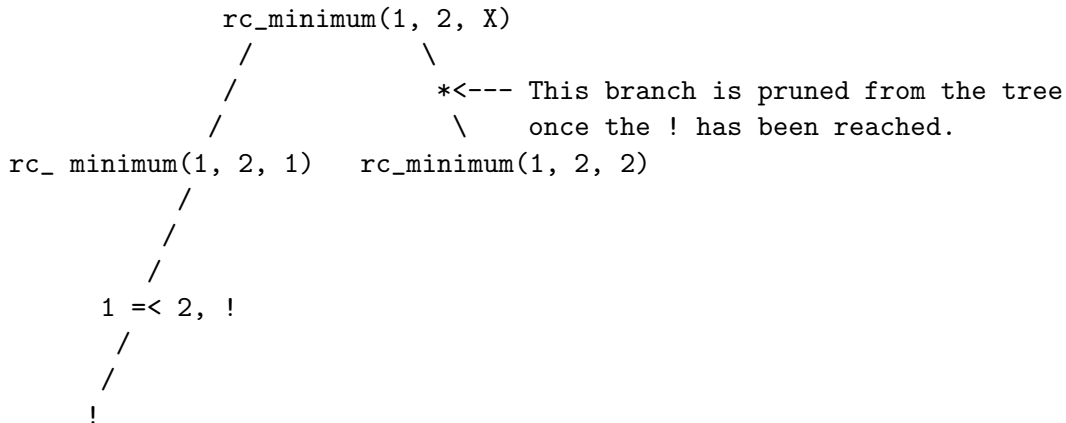 rc_minimum(1, 2, X)
/ \
/ *<--- This branch is pruned from the tree
/ \ once the ! has been reached.
rc_ minimum(1, 2, 1) rc_minimum(1, 2, 2)
/
/
/
1 =< 2, !
/
/
!